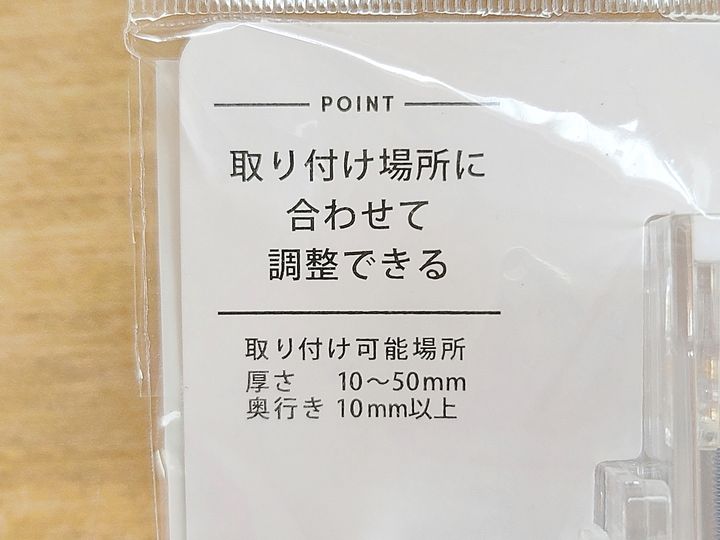 POINT
取り付け場所に
合わせて
調整できる
取り付け可能場所
厚さ 10～50mm
奥行き 10mm以上